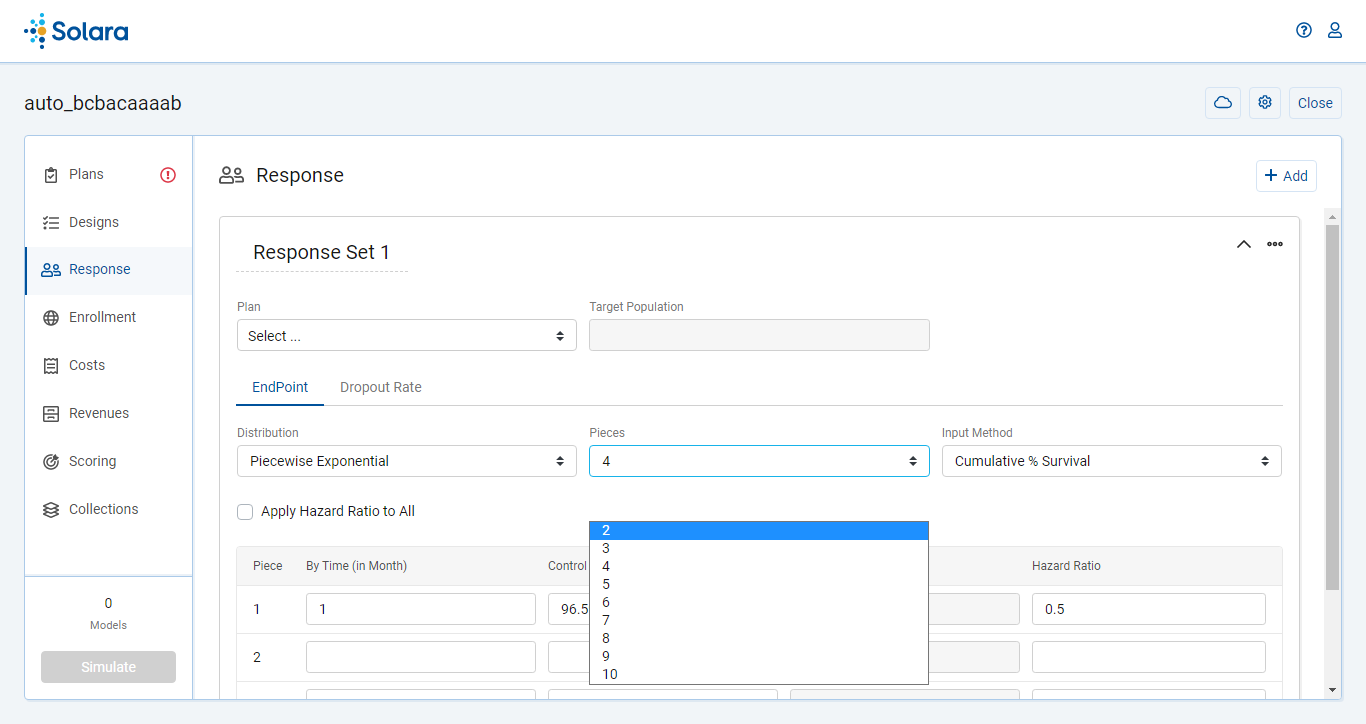 Solara
auto_bcbacaaaab
Close
Plans
Designs
Response
Enrollment
Costs
Revenues
Scoring
Collections
0
Models
Simulate
Response
Add
Response Set 1
Plan
Target Population
Select ...
EndPoint Dropout Rate
Distribution Pieces Input Method
Piecewise Exponential 4 Cumulative % Survival
Apply Hazard Ratio to All
2
3
4
5
6
7
8
9
10
Piece By Time (in Month) Control Hazard Ratio
1 1 96.5 0.5
2